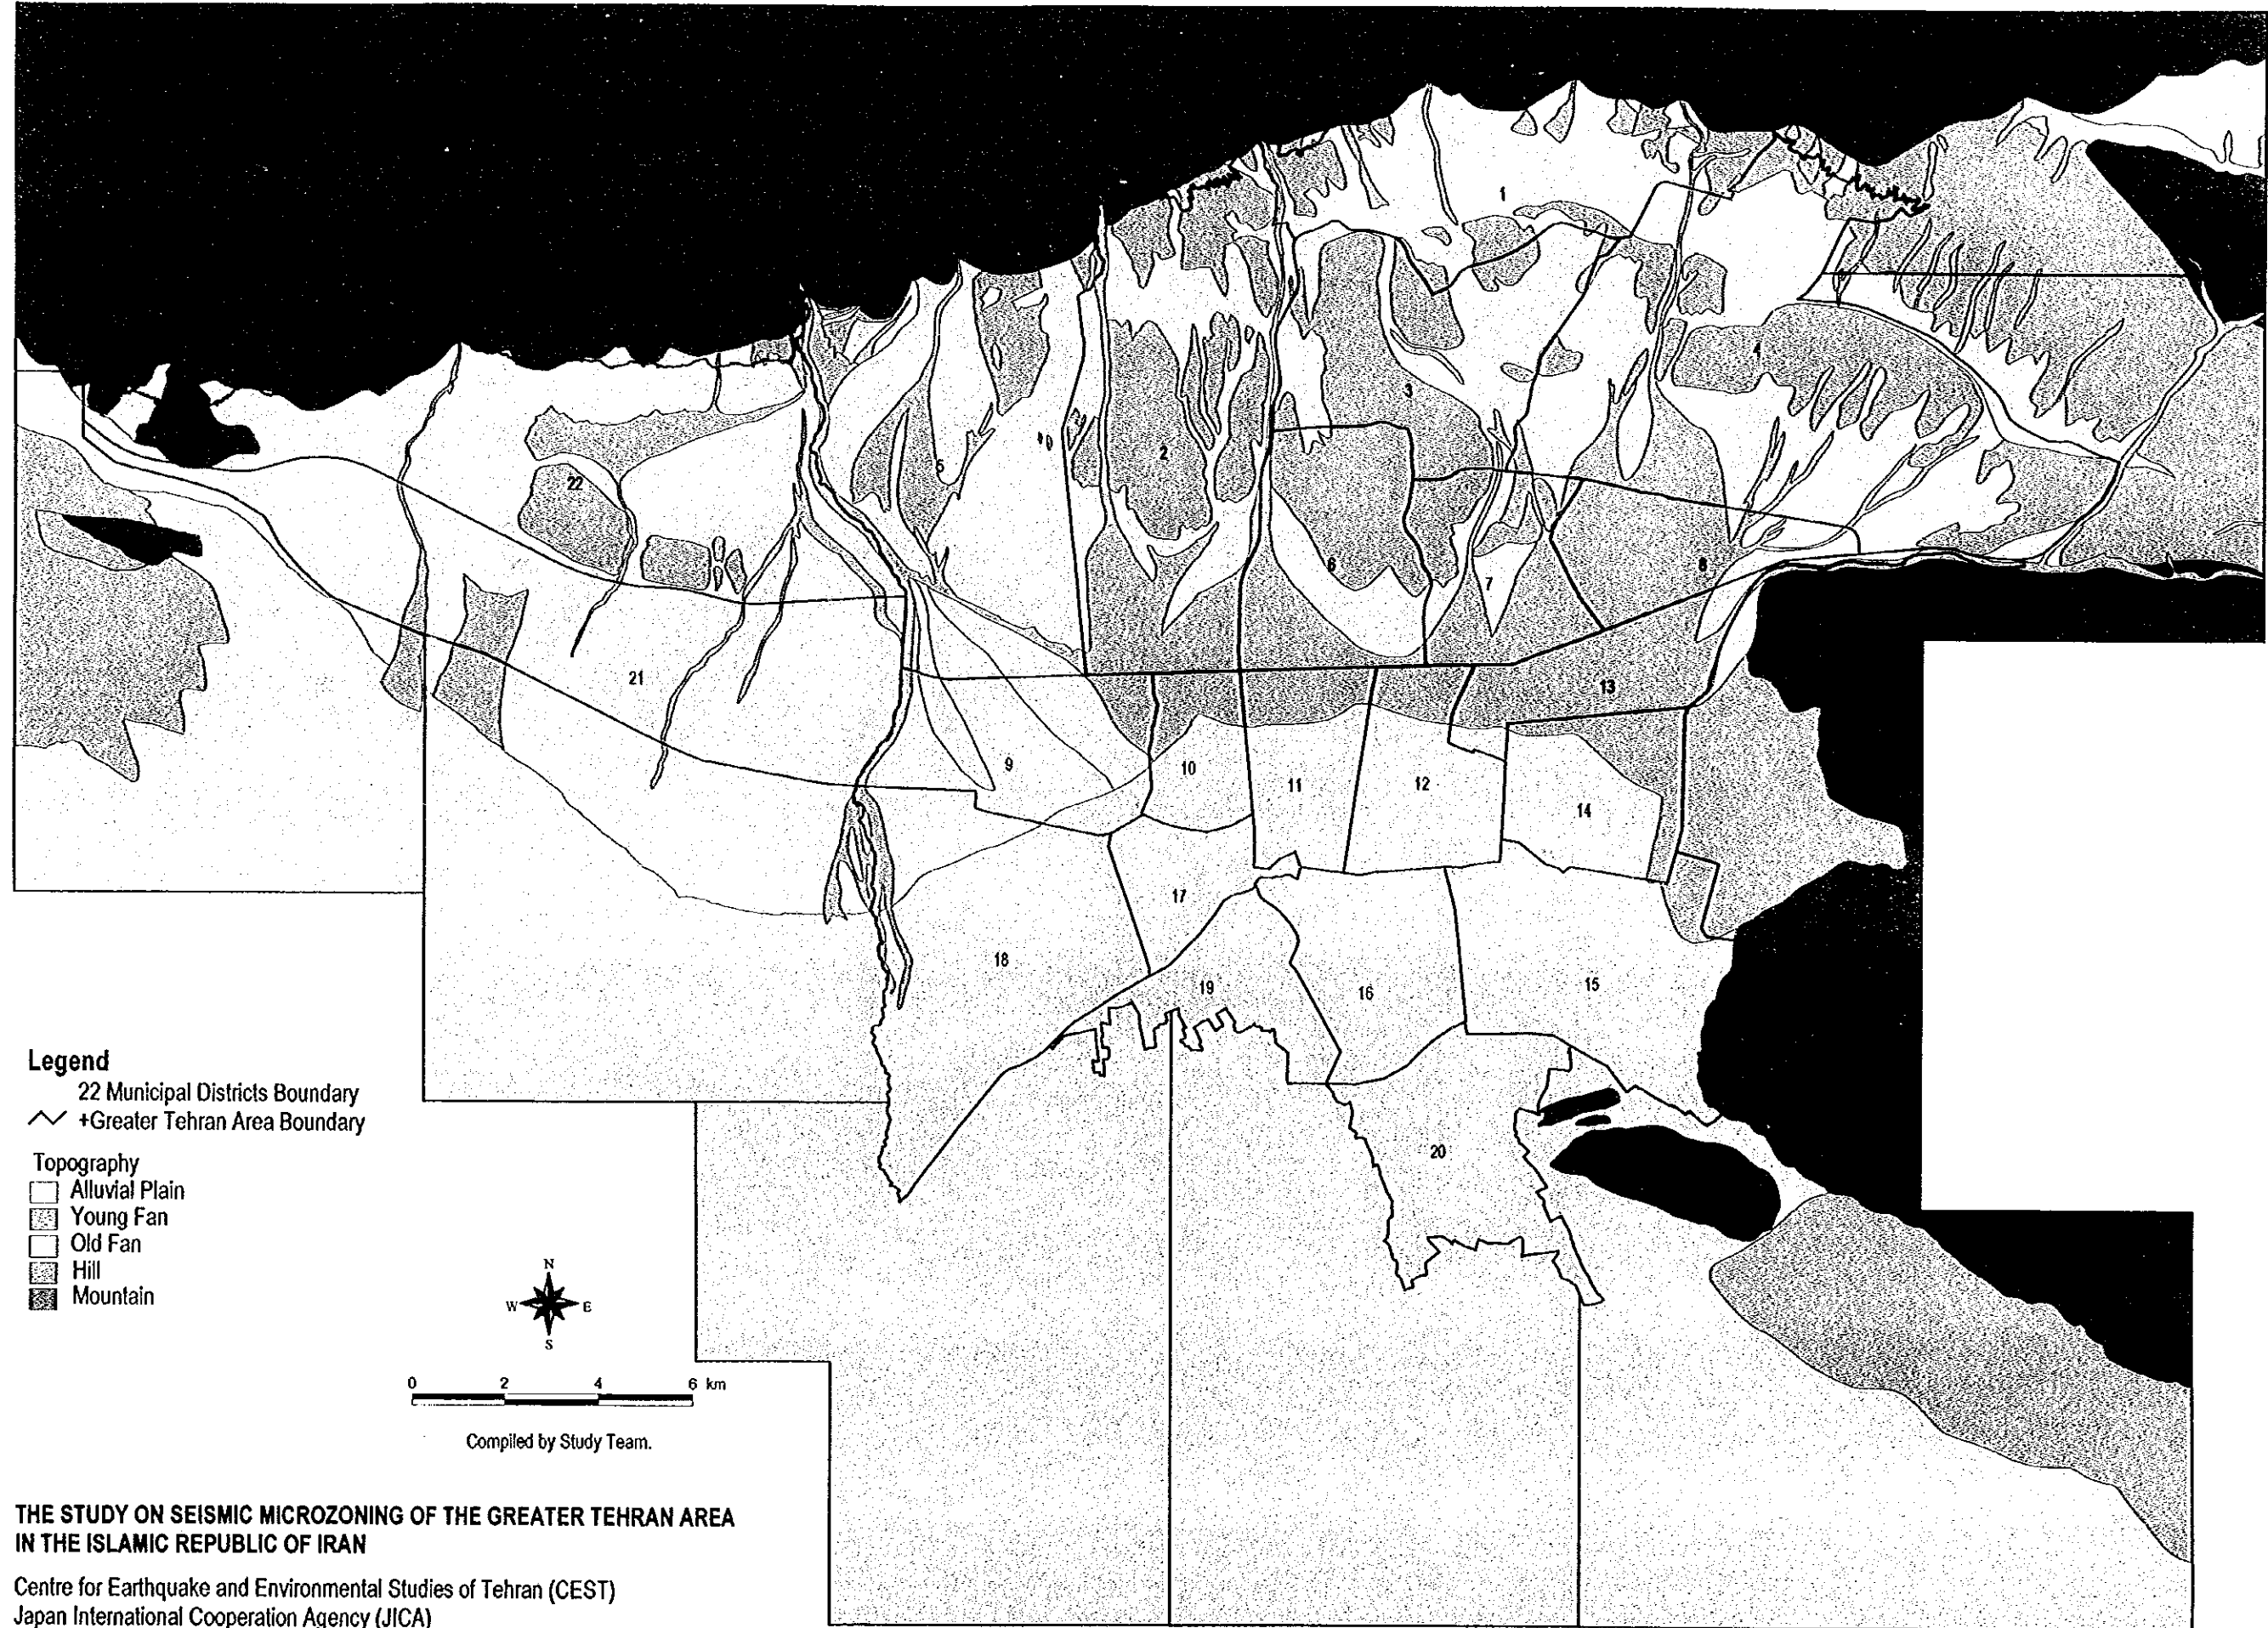 1
4
3
2
5
22
6
7
8
21
13
9
10
11
12
14
17
18
19
16
15
20
Legend
22 Municipal Districts Boundary
+Greater Tehran Area Boundary
Topography
Alluvial Plain
Young Fan
Old Fan
Hill
Mountain
N
W E
S
0 2 4 6 km
Compiled by Study Team.
THE STUDY ON SEISMIC MICROZONING OF THE GREATER TEHRAN AREA
IN THE ISLAMIC REPUBLIC OF IRAN
Centre for Earthquake and Environmental Studies of Tehran (CEST)
Japan International Cooperation Agency (JICA)